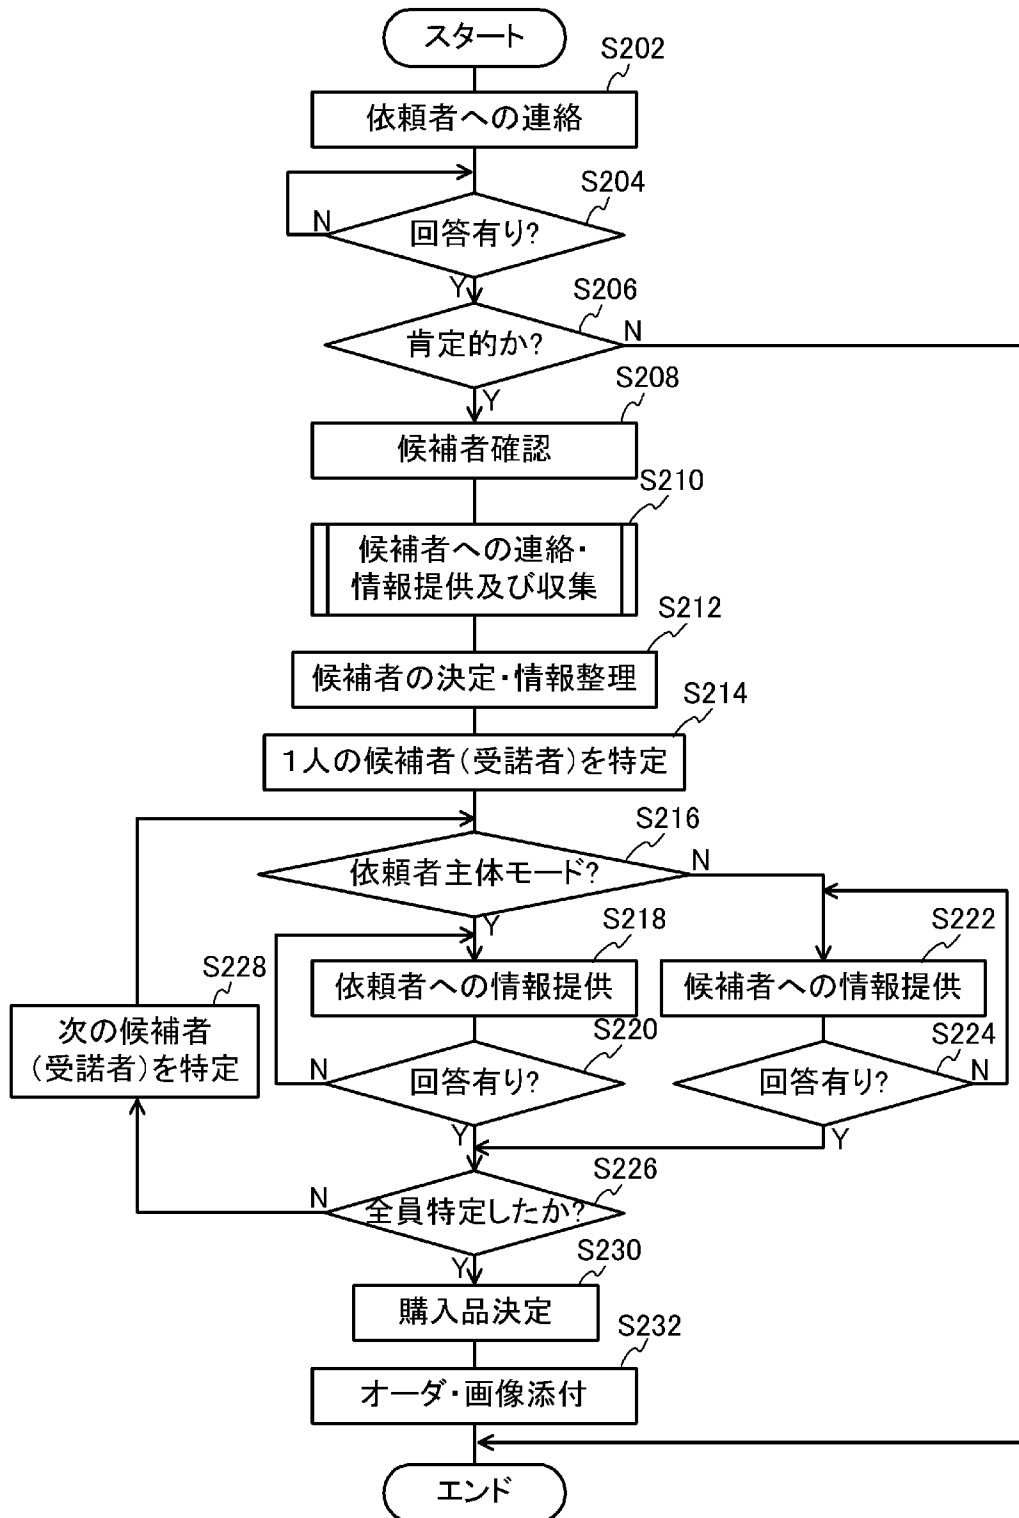 スタート
S202
依頼者への連絡
S204
回答有り?
N
Y
S206
肯定的か?
N
Y
S208
候補者確認
S210
候補者への連絡・
情報提供及び収集
S212
候補者の決定・情報整理
S214
1人の候補者(受諾者)を特定
S216
依頼者主体モード?
N
Y
S218
依頼者への情報提供
S222
候補者への情報提供
S228
次の候補者
(受諾者)を特定
S220
回答有り?
N
Y
S224
回答有り?
N
Y
S226
全員特定したか?
N
Y
S230
購入品決定
S232
オーダ・画像添付
エンド